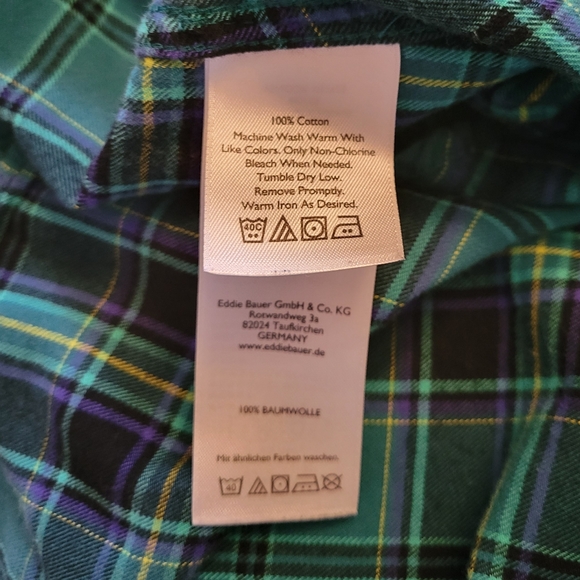 100% Cotton
Machine Wash Warm With
Like Colors. Only Non-Chlorine
Bleach When Needed.
Tumble Dry Low.
Remove Promptly.
Warm Iron As Desired.
40C
Eddie Bauer GmbH & Co. KG
Rotwandweg 3a
82024 Taufkirchen
GERMANY
www.eddiebauer.de
100% BAUMWOLLE
Mit ähnlichen Farben waschen.
40